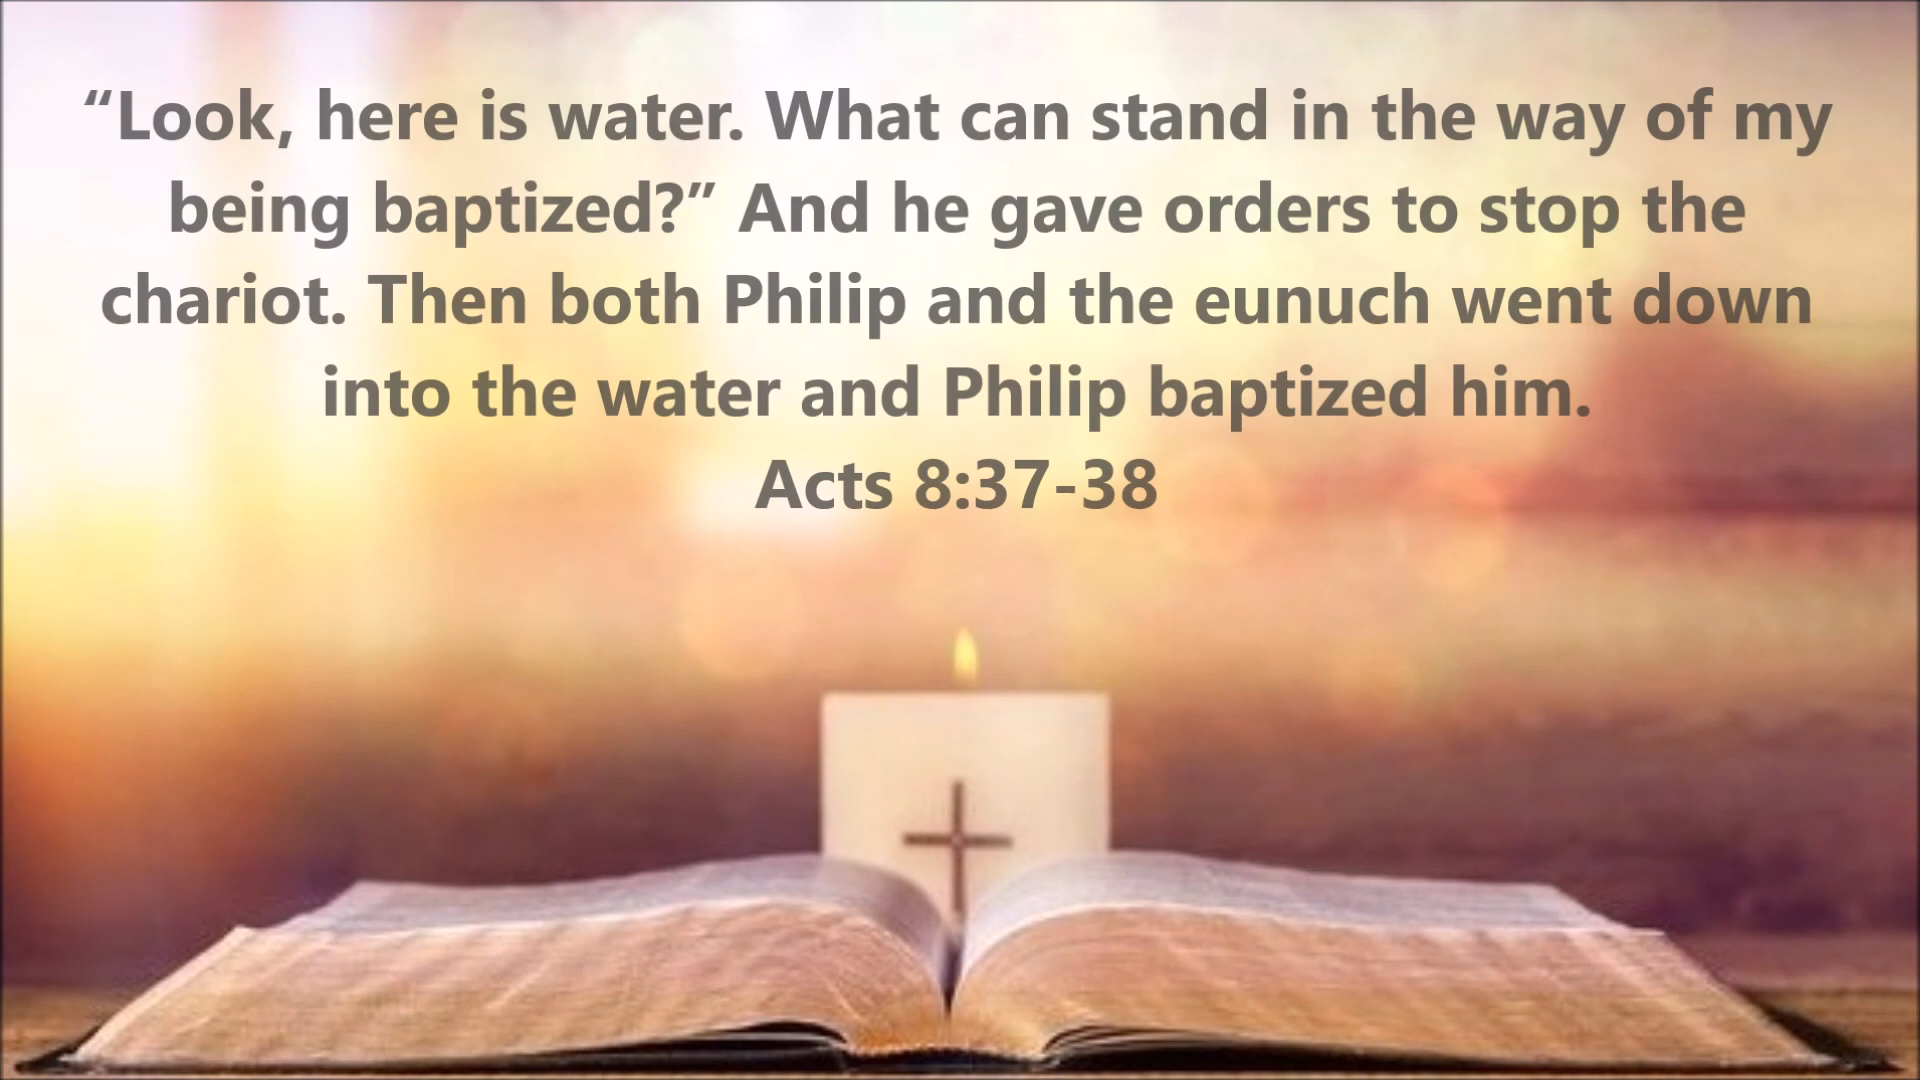 “Look, here is water. What can stand in the way of my
being baptized?” And he gave orders to stop the
chariot. Then both Philip and the eunuch went down
into the water and Philip baptized him.
Acts 8:37-38